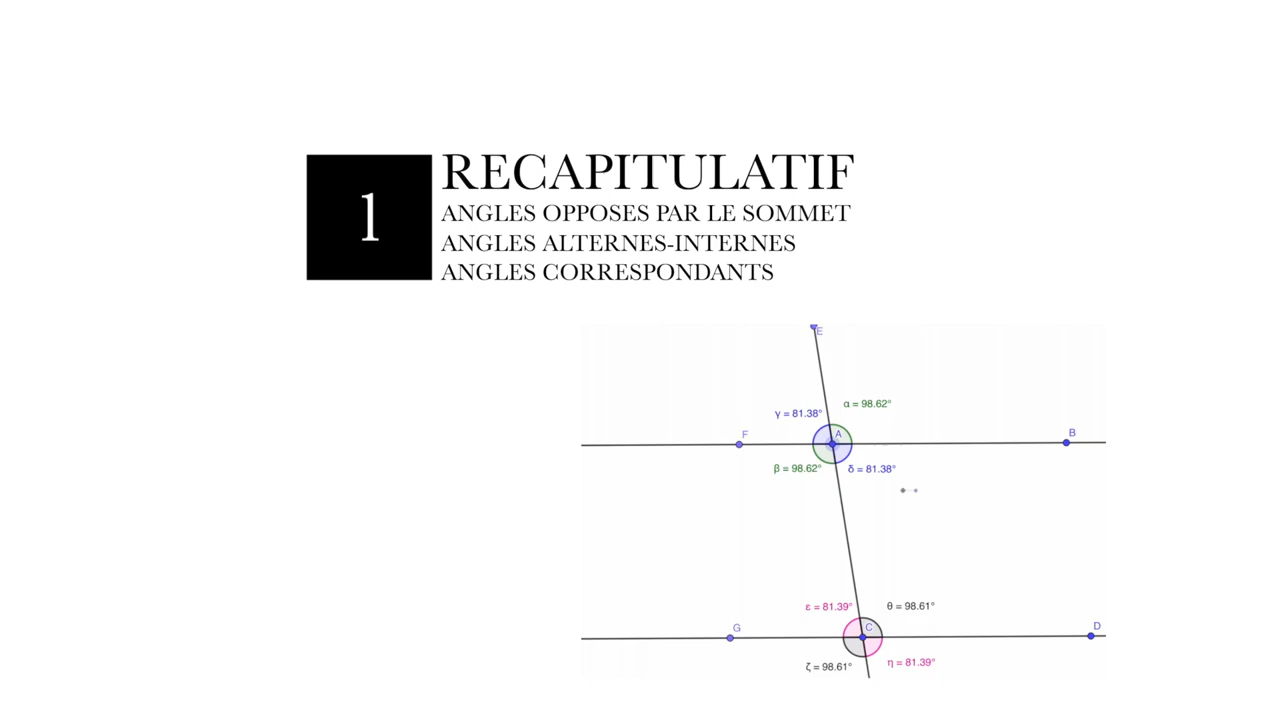 1
RECAPITULATIF
ANGLES OPPOSES PAR LE SOMMET
ANGLES ALTERNES-INTERNES
ANGLES CORRESPONDANTS
E
α = 98.62°
γ = 81.38°
F
A
B
β = 98.62°
δ = 81.38°
ε = 81.39°
θ = 98.61°
G
C
D
ζ = 98.61°
η = 81.39°